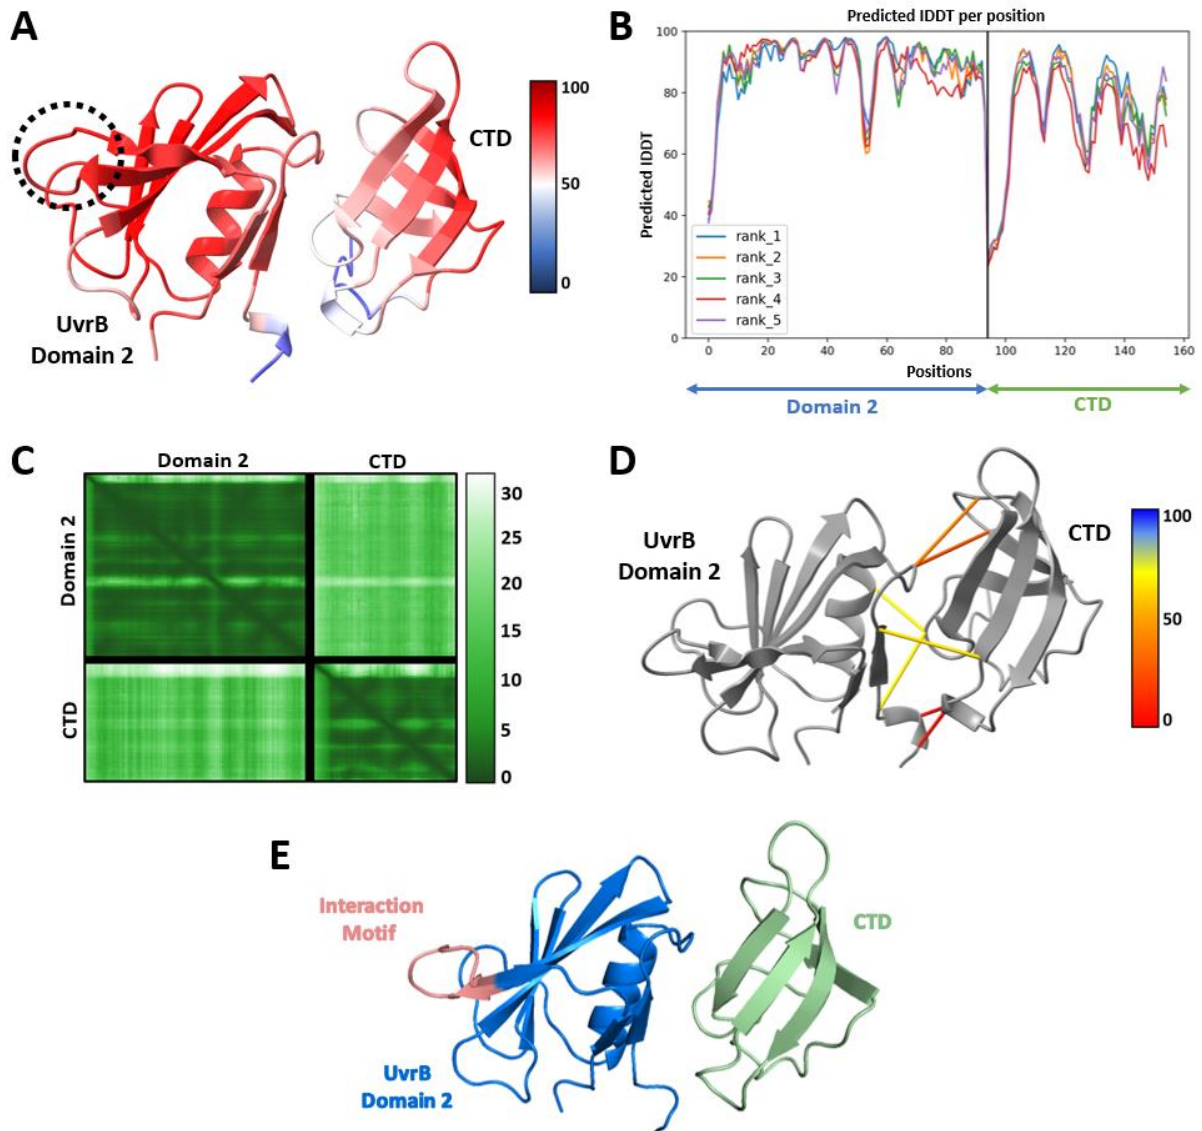 A
100
CTD
50
0
UvrB
Domain 2
B
Predicted IDDT per position
Predicted IDDT
100
80
60
40
20
0
rank_1
rank_2
rank_3
rank_4
rank_5
0 20 40 60 80 100 120 140 160
Positions
Domain 2 CTD
C
Domain 2 CTD
Domain 2
CTD
30
25
20
15
10
5
0
D
UvrB
Domain 2
CTD
100
50
0
E
Interaction
Motif
CTD
UvrB
Domain 2